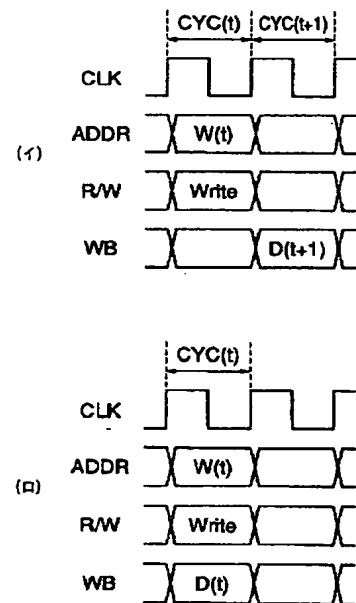 CYC(t) CYC(t+1)
CLK
ADDR W(t)
(イ)
R/W Write
WB D(t+1)
CYC(t)
CLK
ADDR W(t)
(ロ)
R/W Write
WB D(t)